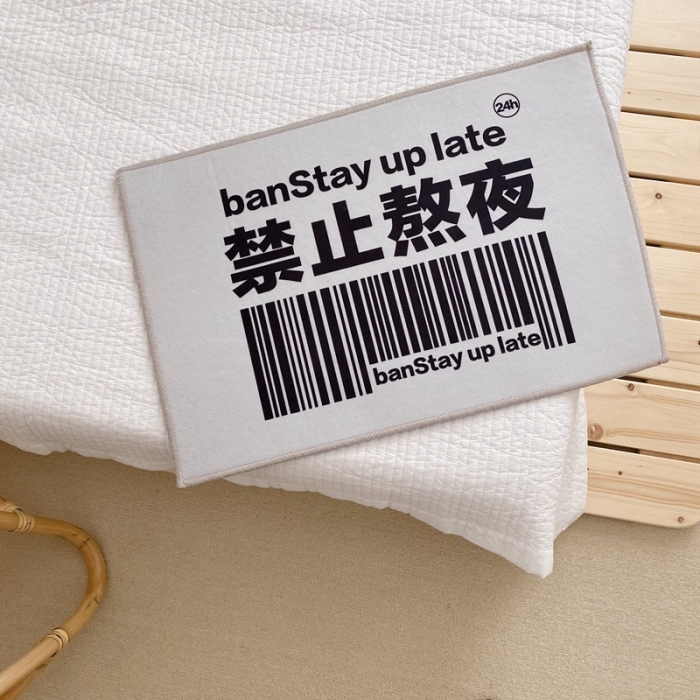 24h
banStay up late
禁止熬夜
banStay up late